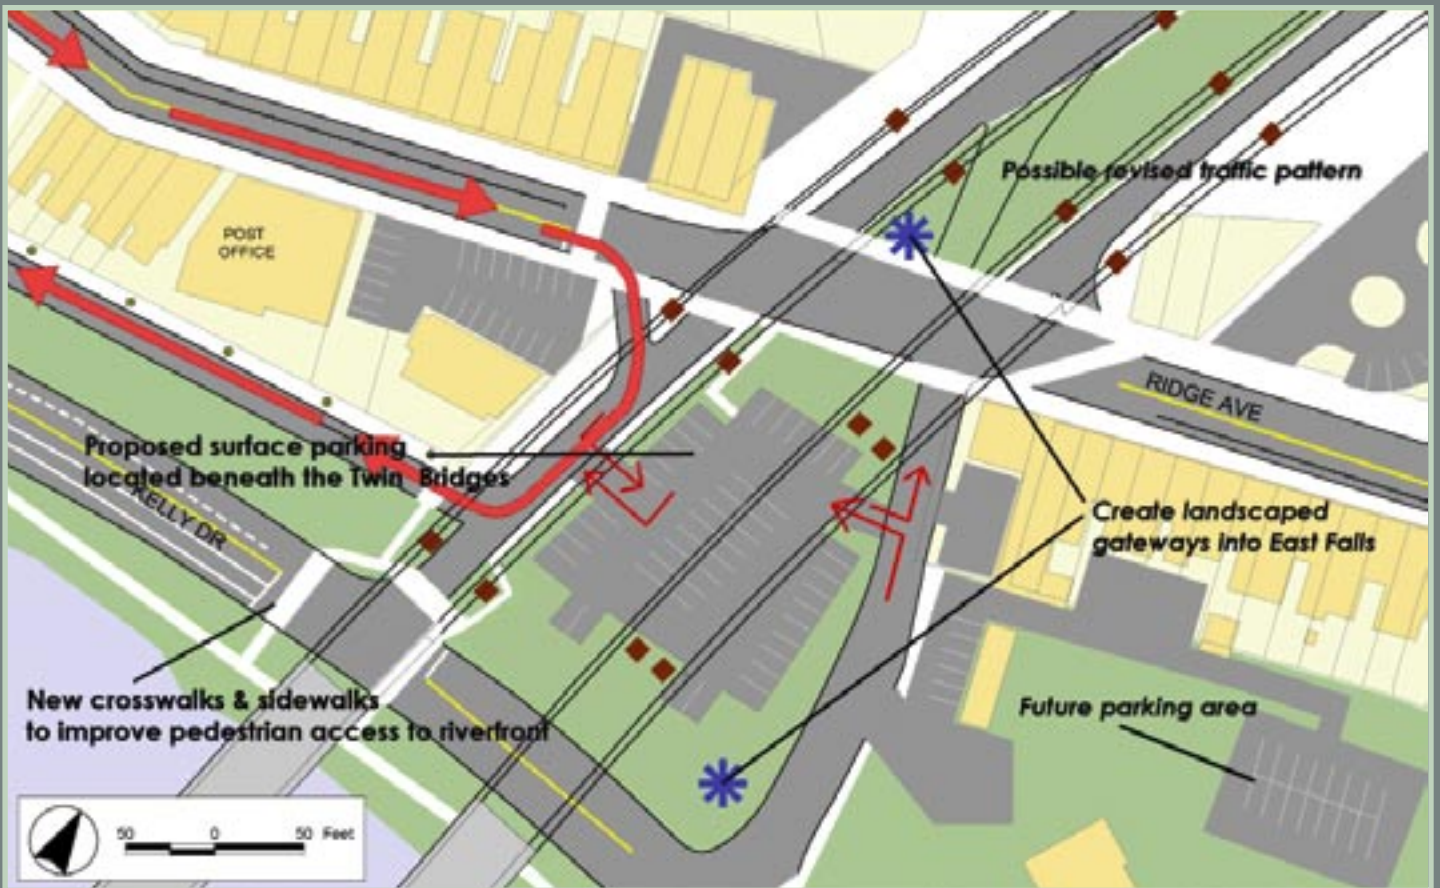 Possible revised traffic pattern
POST
OFFICE
RIDGE AVE
Proposed surface parking
located beneath the Twin Bridges
KELLY DR
Create landscaped
gateways into East Falls
New crosswalks & sidewalks
to improve pedestrian access to riverfront
Future parking area
50 0 50 Feet